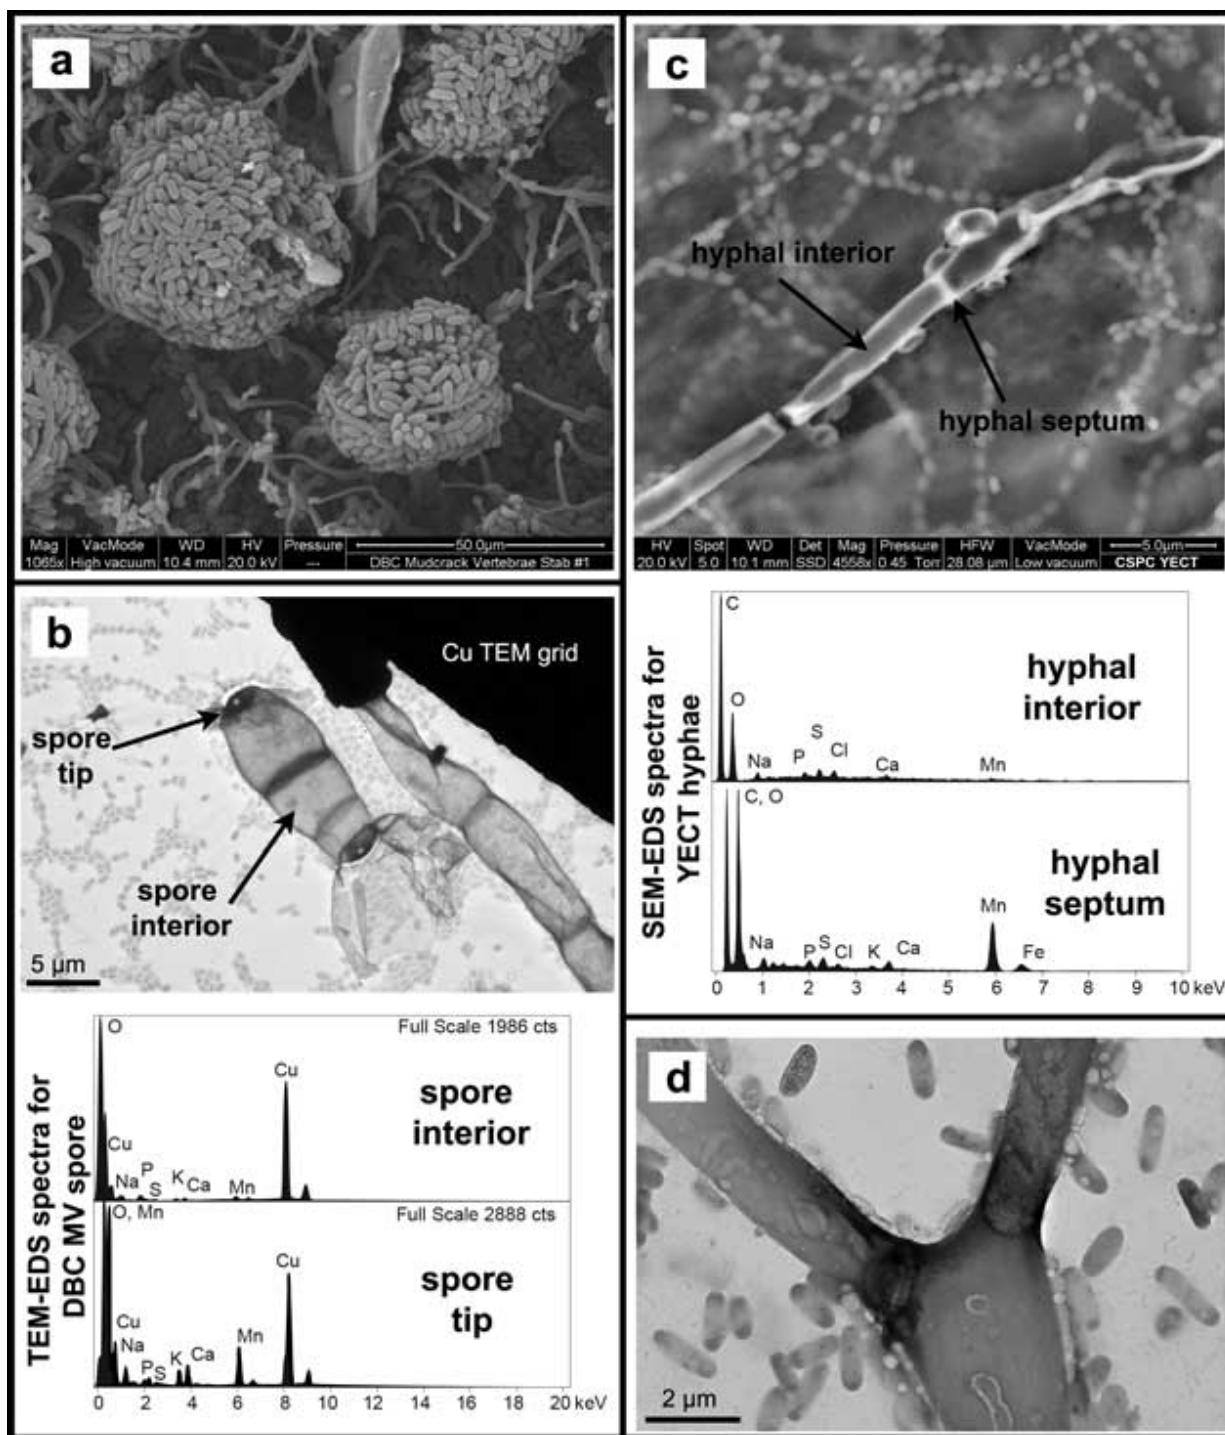 a
Mag VacMode WD HV Pressure 50.0µm
1065x High vacuum 10.4 mm 20.0 kV --- DBC Mudcrack Vertebrae Stab #1
b
Cu TEM grid
spore
tip
spore
interior
5 µm
TEM-EDS spectra for
DBC MV spore
O
Full Scale 1986 cts
Cu
spore
interior
Cu
Na
P
S
K
Ca
Mn
O, Mn
Full Scale 2888 cts
Cu
spore
tip
Cu
Na
P
S
K
Ca
Mn
0 2 4 6 8 10 12 14 16 18 20 keV
c
hyphal interior
hyphal septum
HV Spot WD Det Mag Pressure HFW VacMode 5.0µm
20.0 kV 5.0 10.1 mm SSD 4558x 0.45 Torr 28.08 µm Low vacuum CSPC YECT
SEM-EDS spectra for
YECT hyphae
C
O
hyphal
interior
Na
P
S
Cl
Ca
Mn
C, O
hyphal
septum
Na
P
S
Cl
K
Ca
Mn
Fe
0 1 2 3 4 5 6 7 8 9 10 keV
d
2 µm